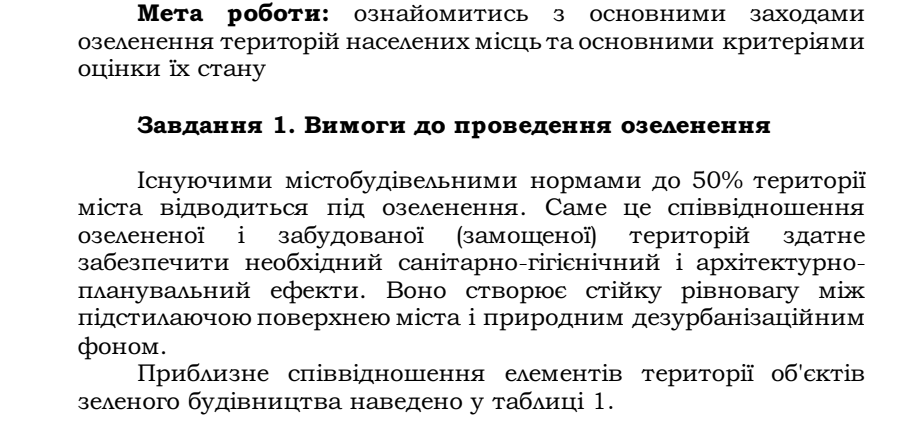 Мета роботи: ознайомитись з основними заходами
озеленення територій населених місць та основними критеріями
оцінки їх стану
Завдання 1. Вимоги до проведення озеленення
Існуючими містобудівельними нормами до 50% території
міста відводиться під озеленення. Саме це співвідношення
озелененої і забудованої (замощеної) територій здатне
забезпечити необхідний санітарно-гігієнічний і архітектурно-
планувальний ефекти. Воно створює стійку рівновагу між
підстилаючою поверхнею міста і природним дезурбанізаційним
фоном.
Приблизне співвідношення елементів території об'єктів
зеленого будівництва наведено у таблиці 1.